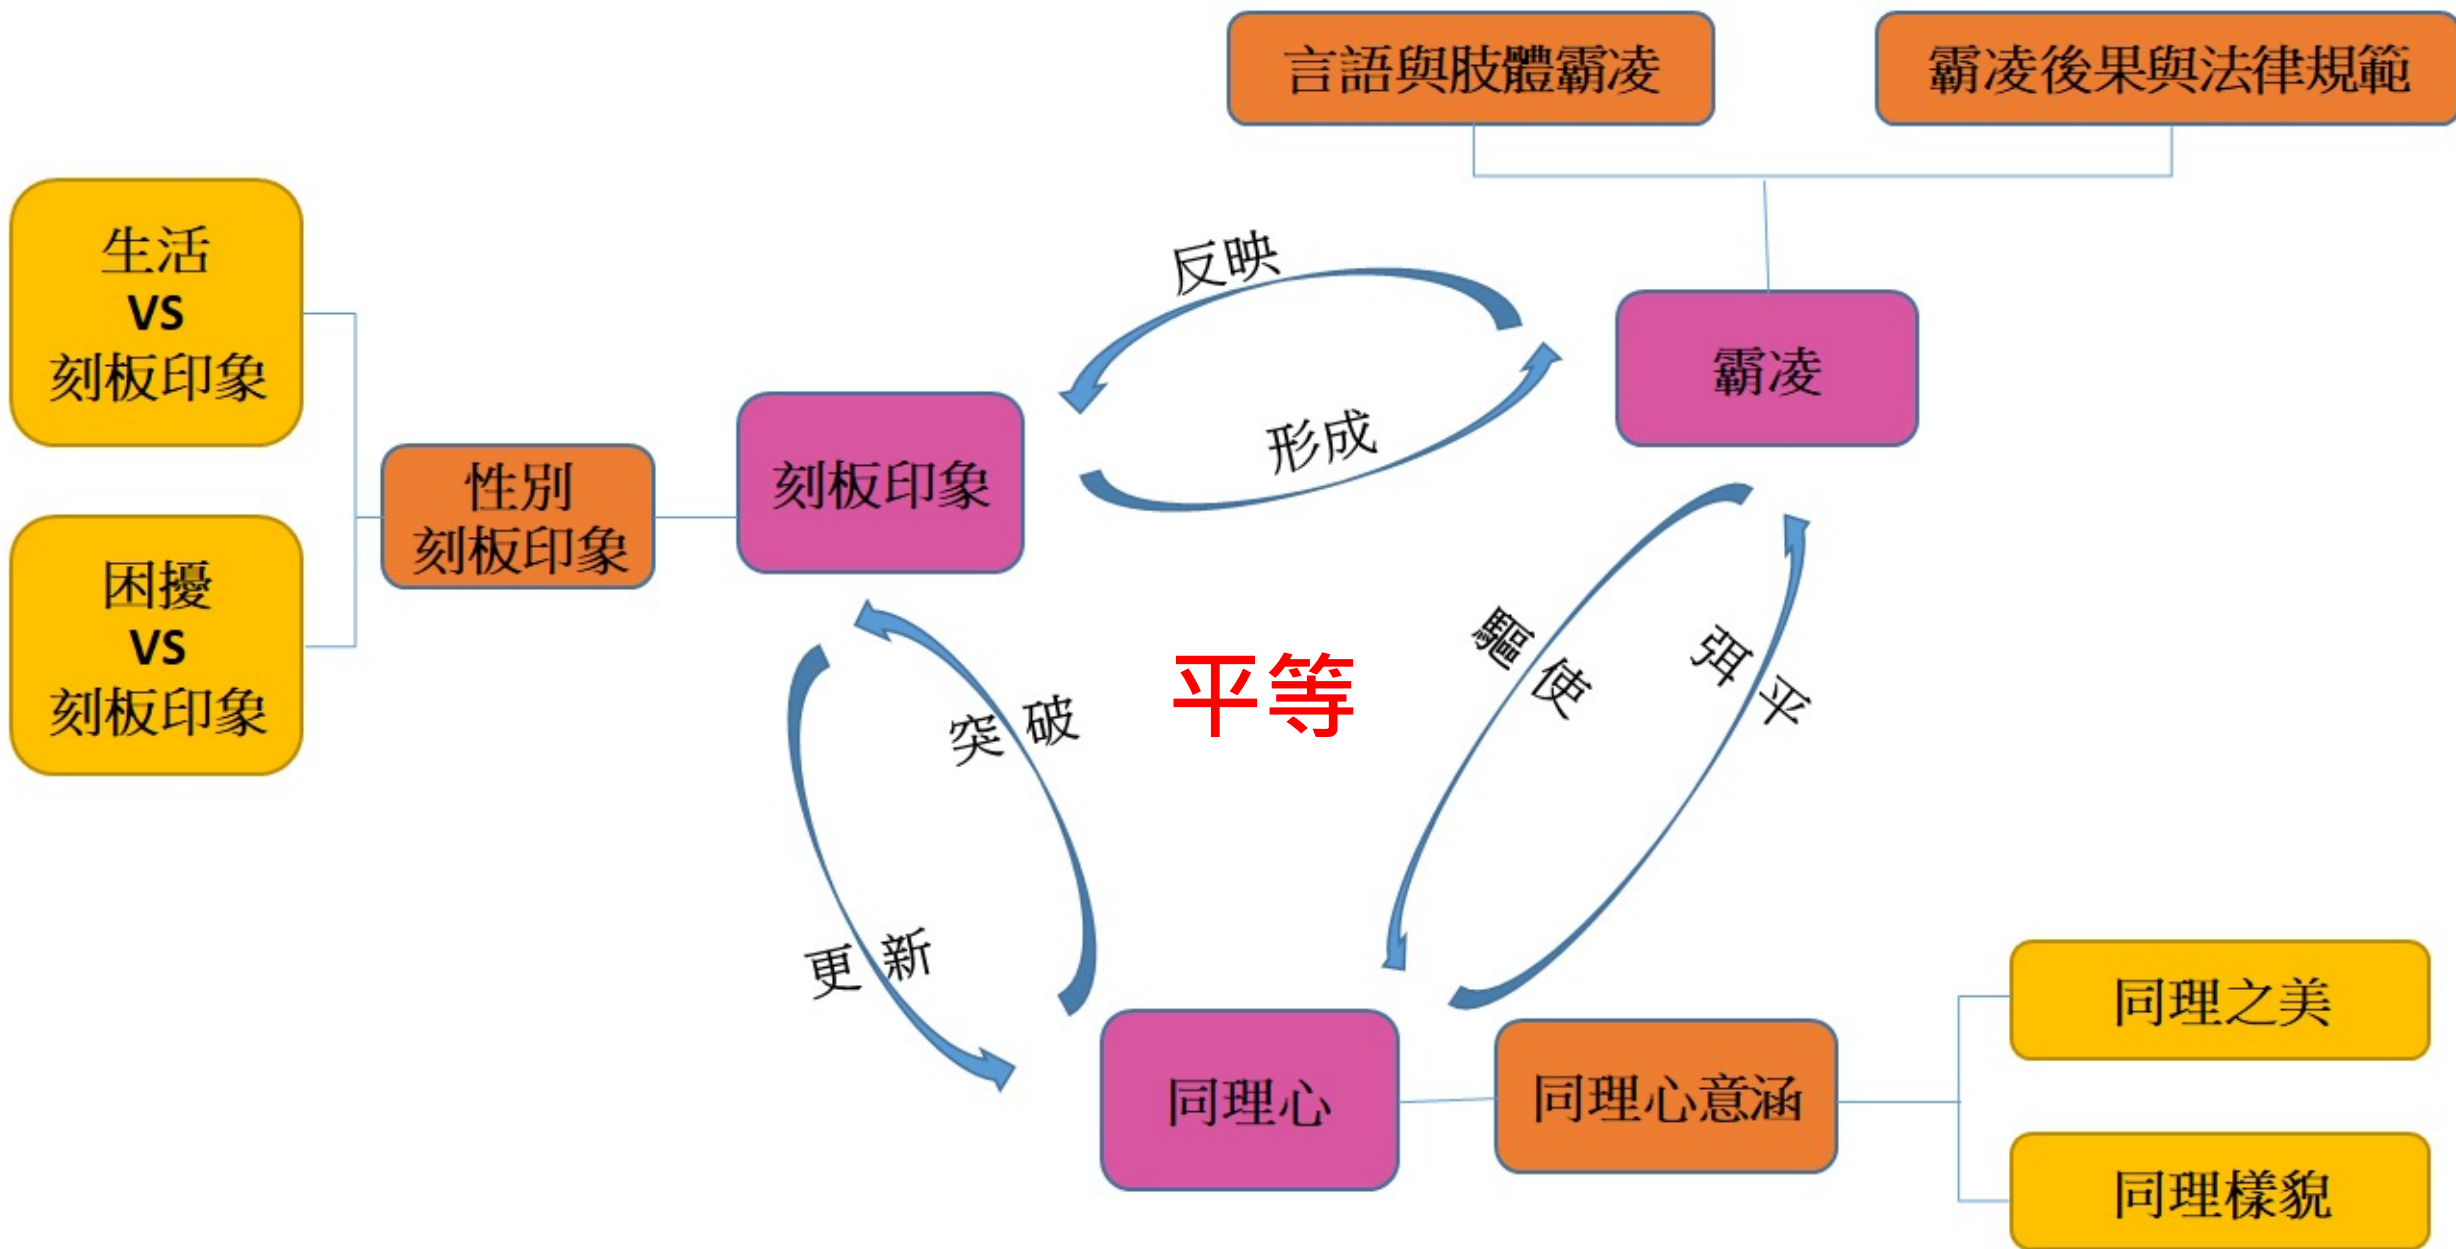 言語與肢體霸凌
霸凌後果與法律規範
生活
VS
刻板印象
反映
霸凌
形成
性別
刻板印象
刻板印象
困擾
VS
刻板印象
平等
驅使
弭平
突破
更新
同理心
同理心意涵
同理之美
同理樣貌